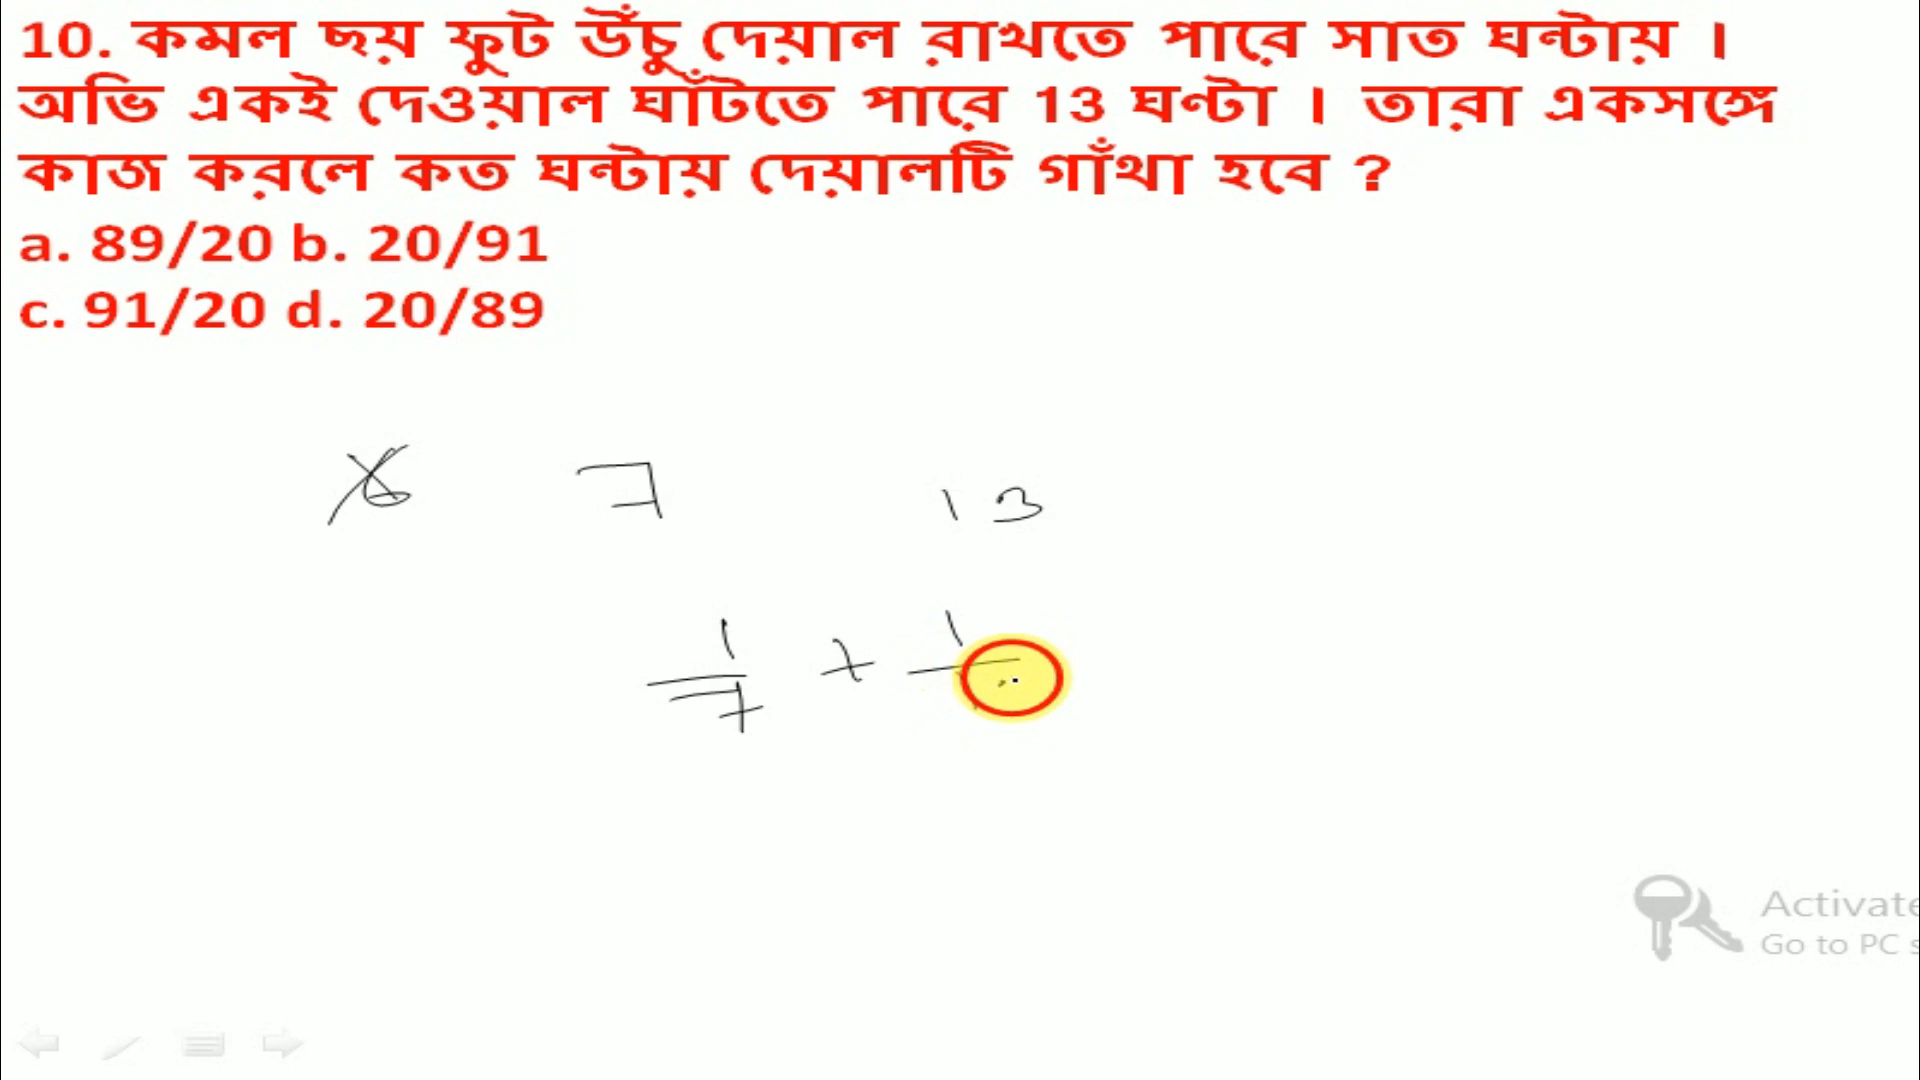 10. কমল ছয় ফুট উঁচু দেয়াল রাখতে পারে সাত ঘন্টায় ।
অভি একই দেওয়াল ঘাঁটতে পারে 13 ঘণ্টা । তারা একসঙ্গে
কাজ করলে কত ঘন্টায় দেয়ালটি গাঁথা হবে ?
a. 89/20 b. 20/91
c. 91/20 d. 20/89
6 7 13
1/7 + 1/
Activate
Go to PC s